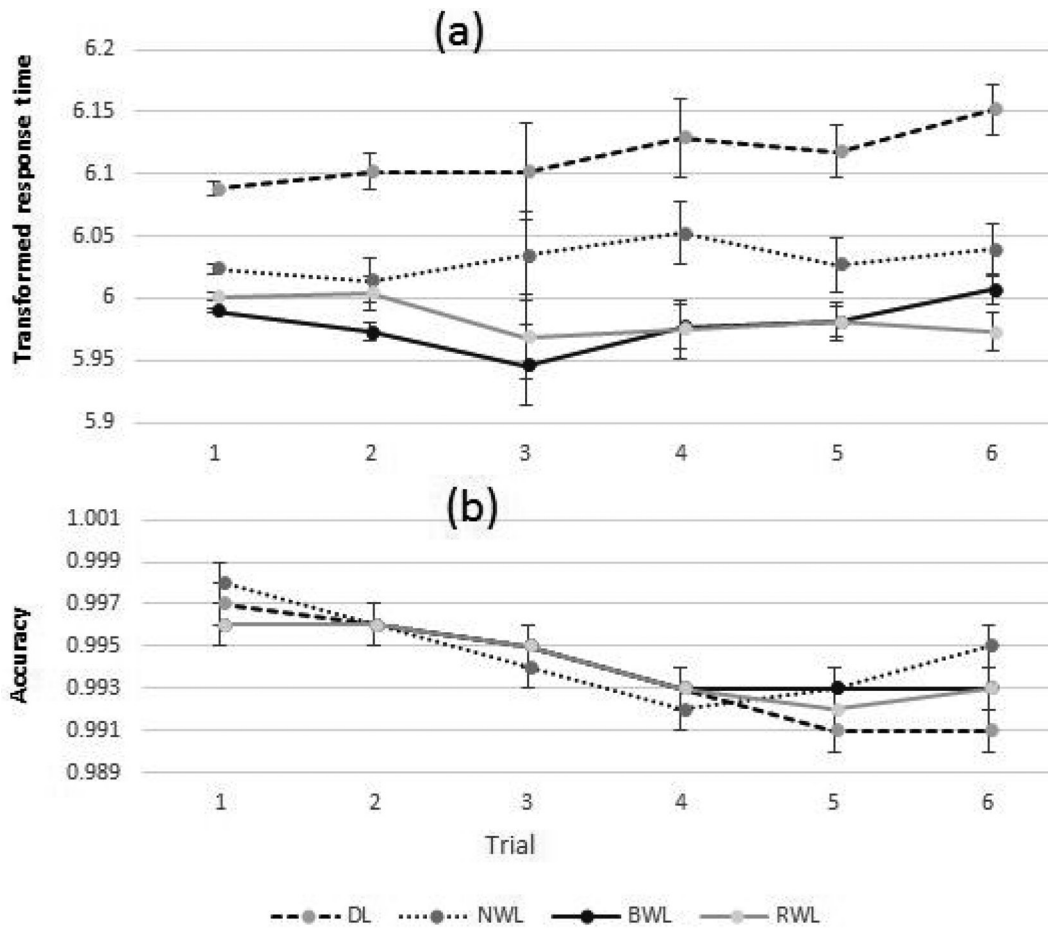 (a)
Transformed response time
6.2
6.15
6.1
6.05
6
5.95
5.9
1 2 3 4 5 6
(b)
Accuracy
1.001
0.999
0.997
0.995
0.993
0.991
0.989
1 2 3 4 5 6
Trial
DL NWL BWL RWL